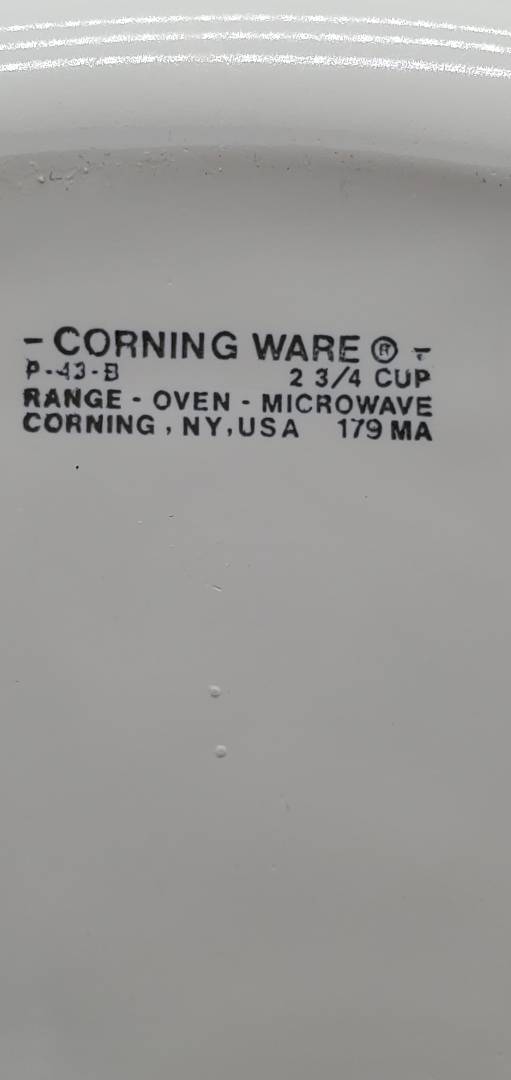 - CORNING WARE ® -
P-43-B 2 3/4 CUP
RANGE - OVEN - MICROWAVE
CORNING, NY, USA 179 MA